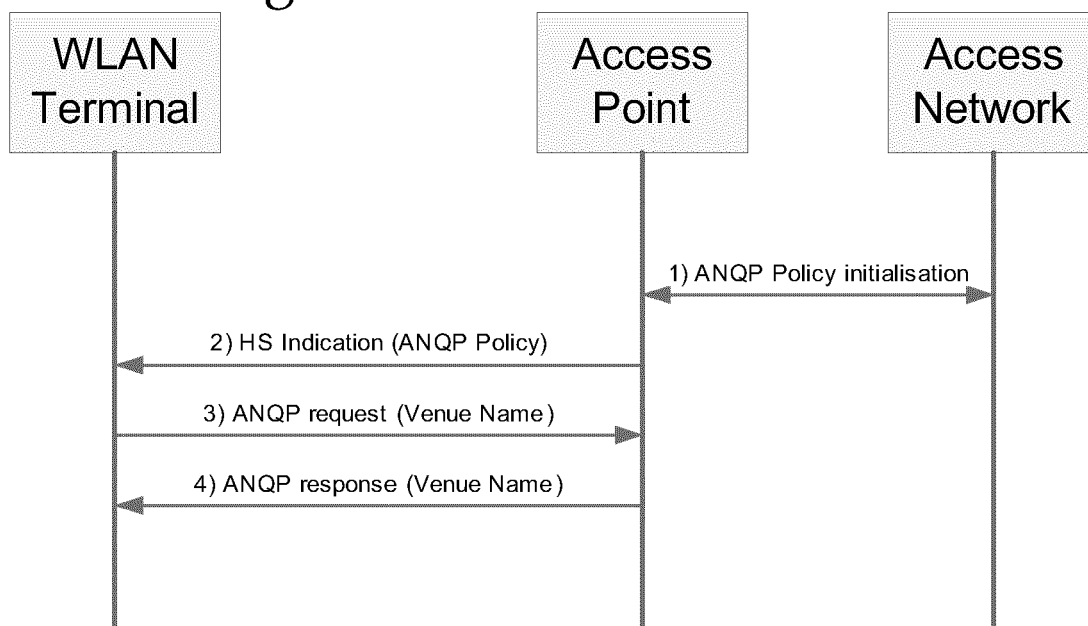 g
WLAN
Terminal
Access
Point
Access
Network
1) ANQP Policy initialisation
2) HS Indication (ANQP Policy)
3) ANQP request (Venue Name)
4) ANQP response (Venue Name)